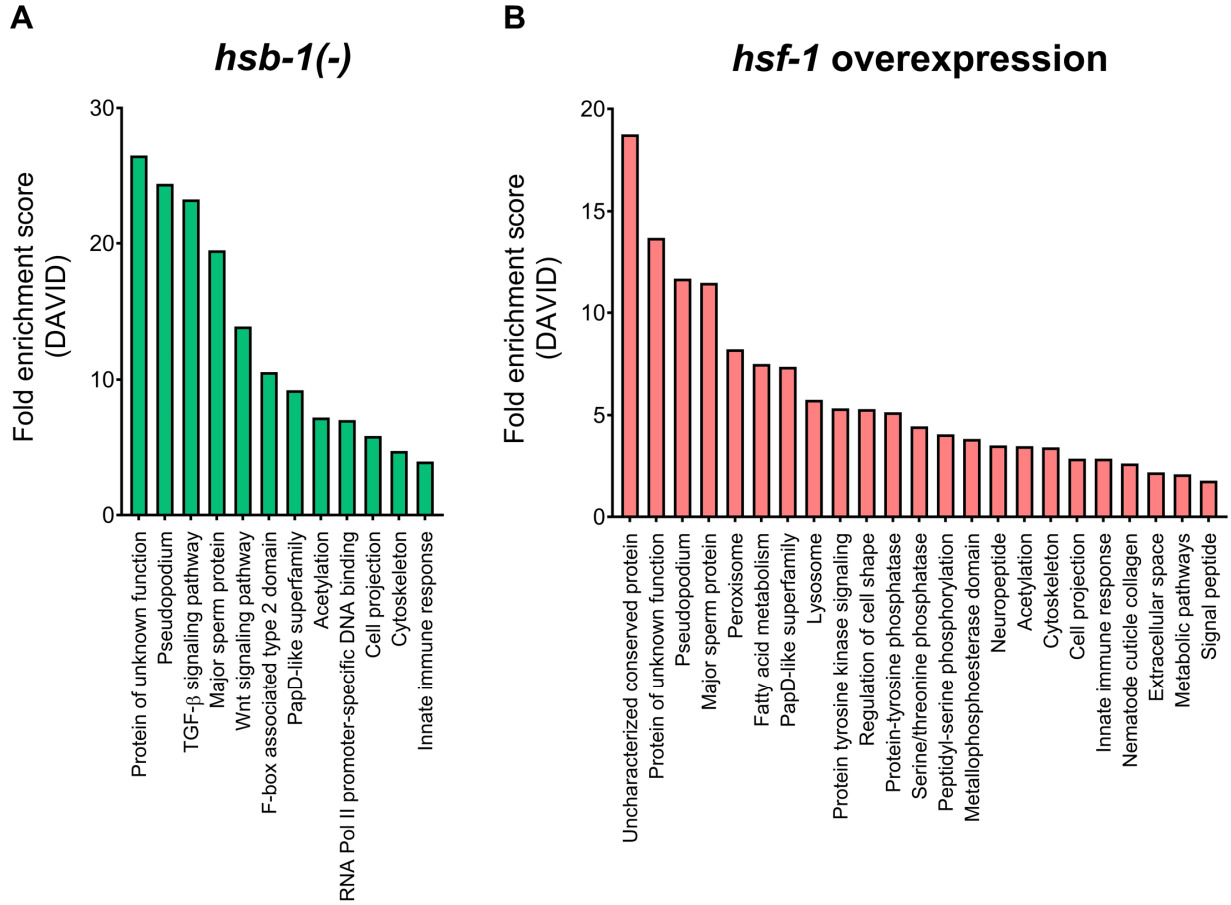 A
hsb-1(-)
Fold enrichment score
(DAVID)
30
20
10
0
Protein of unknown function
Pseudopodium
TGF-β signaling pathway
Major sperm protein
Wnt signaling pathway
F-box associated type 2 domain
PapD-like superfamily
Acetylation
RNA Pol II promoter-specific DNA binding
Cell projection
Cytoskeleton
Innate immune response
B
hsf-1 overexpression
Fold enrichment score
(DAVID)
20
15
10
5
0
Uncharacterized conserved protein
Protein of unknown function
Pseudopodium
Major sperm protein
Peroxisome
Fatty acid metabolism
PapD-like superfamily
Lysosome
Protein tyrosine kinase signaling
Regulation of cell shape
Protein-tyrosine phosphatase
Serine/threonine phosphatase
Peptidyl-serine phosphorylation
Metallophosphoesterase domain
Neuropeptide
Acetylation
Cytoskeleton
Cell projection
Innate immune response
Nematode cuticle collagen
Extracellular space
Metabolic pathways
Signal peptide